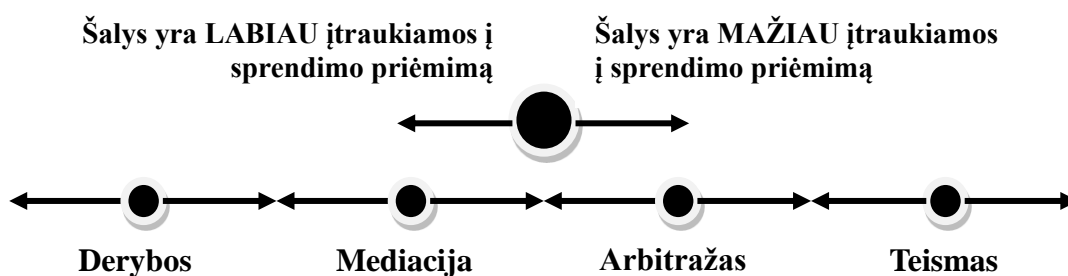 Šalys yra LABIAU įtraukiamos į
sprendimo priėmimą
Šalys yra MAŽIAU įtraukiamos
į sprendimo priėmimą
Derybos
Mediacija
Arbitražas
Teismas